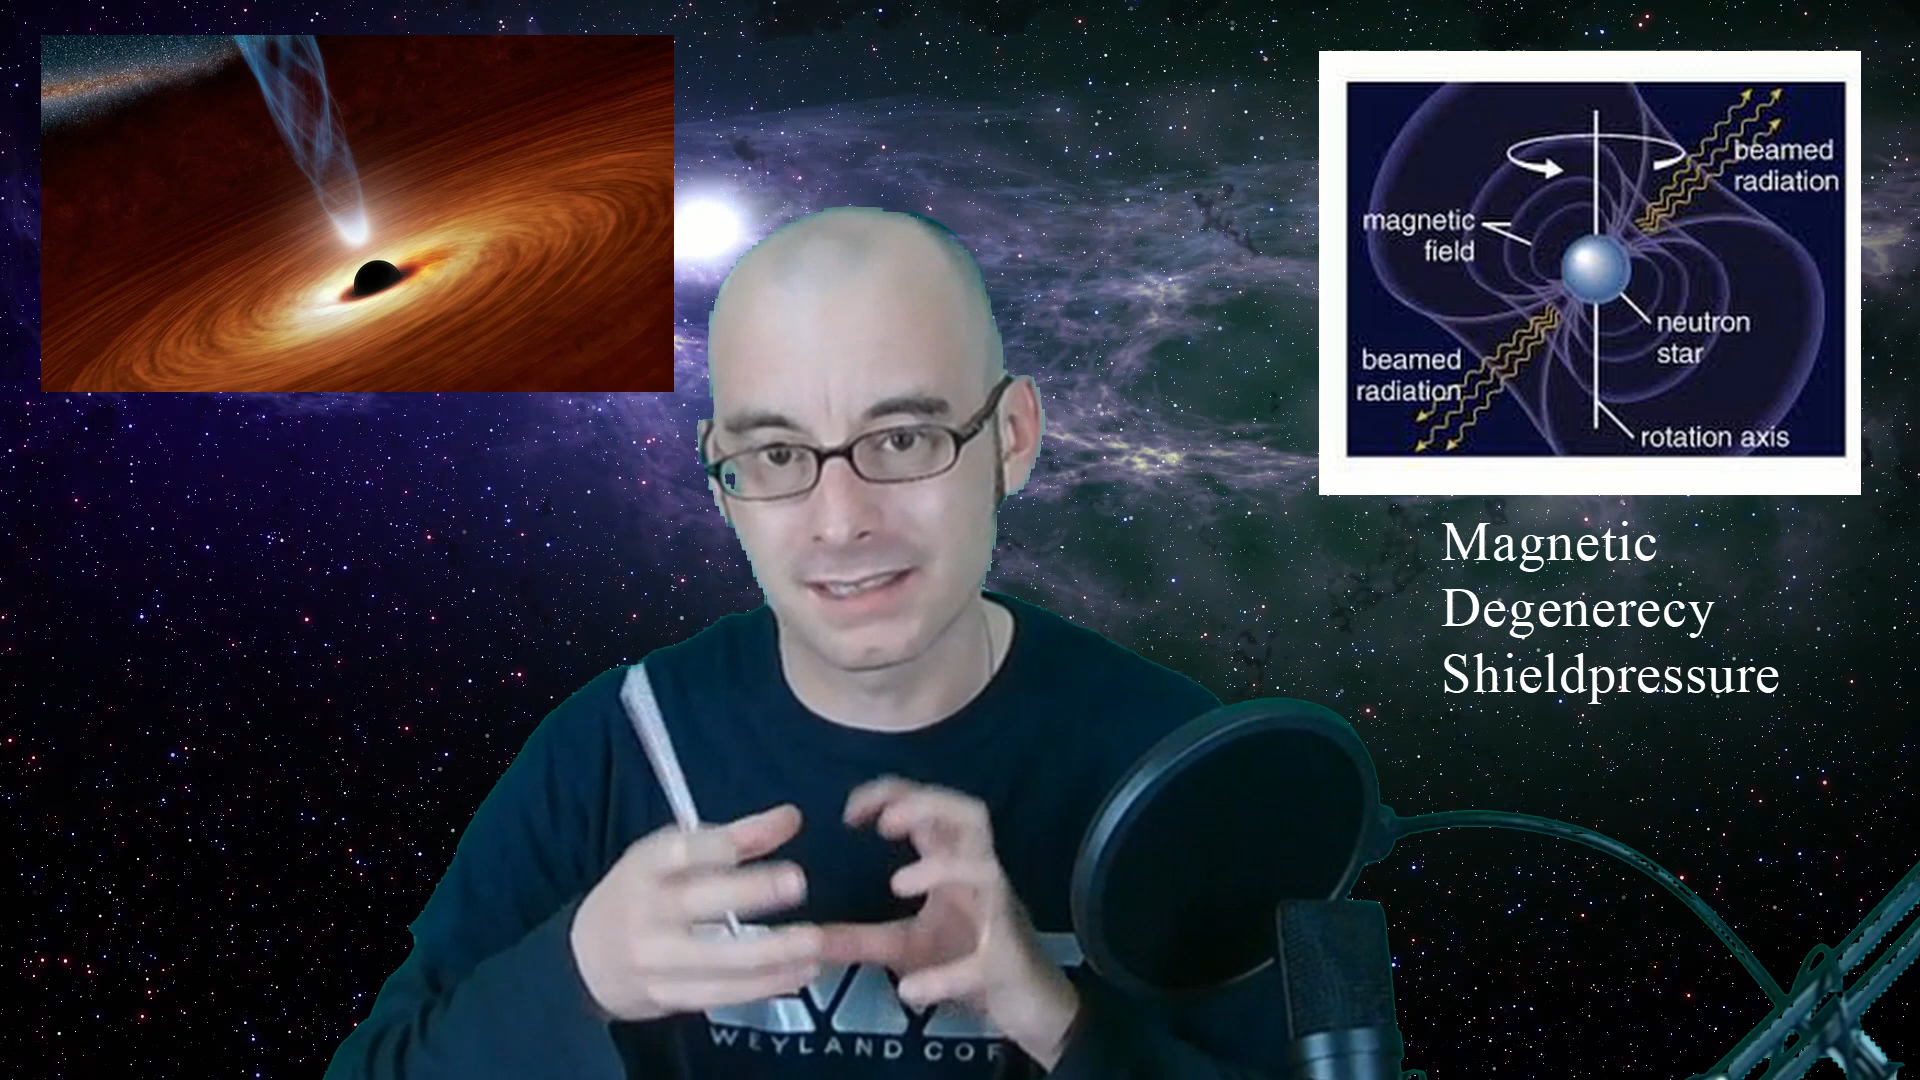 beamed
radiation
magnetic
field
neutron
star
beamed
radiation
rotation axis
Magnetic
Degenerecy
Shieldpressure
WEYLAND COR